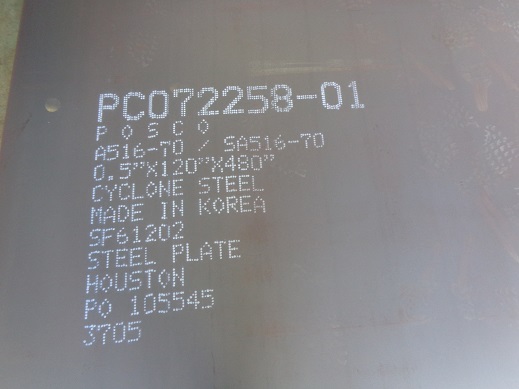 PC072258-01
POSCO
A516-70 / SA516-70
0.5"X120"X480"
CYCLONE STEEL
MADE IN KOREA
SF61202
STEEL PLATE
HOUSTON
PO 105545
3705